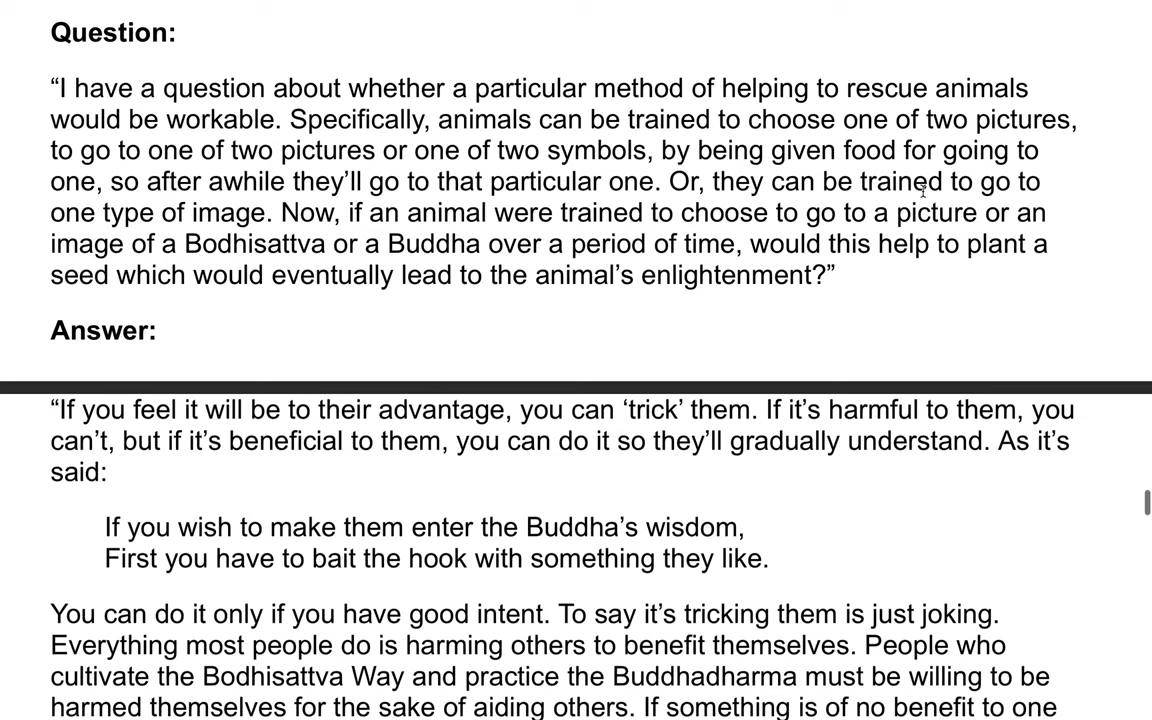 Question:
“I have a question about whether a particular method of helping to rescue animals
would be workable. Specifically, animals can be trained to choose one of two pictures,
to go to one of two pictures or one of two symbols, by being given food for going to
one, so after awhile they’ll go to that particular one. Or, they can be trained to go to
one type of image. Now, if an animal were trained to choose to go to a picture or an
image of a Bodhisattva or a Buddha over a period of time, would this help to plant a
seed which would eventually lead to the animal’s enlightenment?”
Answer:
“If you feel it will be to their advantage, you can ‘trick’ them. If it’s harmful to them, you
can’t, but if it’s beneficial to them, you can do it so they’ll gradually understand. As it’s
said:
If you wish to make them enter the Buddha’s wisdom,
First you have to bait the hook with something they like.
You can do it only if you have good intent. To say it’s tricking them is just joking.
Everything most people do is harming others to benefit themselves. People who
cultivate the Bodhisattva Way and practice the Buddhadharma must be willing to be
harmed themselves for the sake of aiding others. If something is of no benefit to one